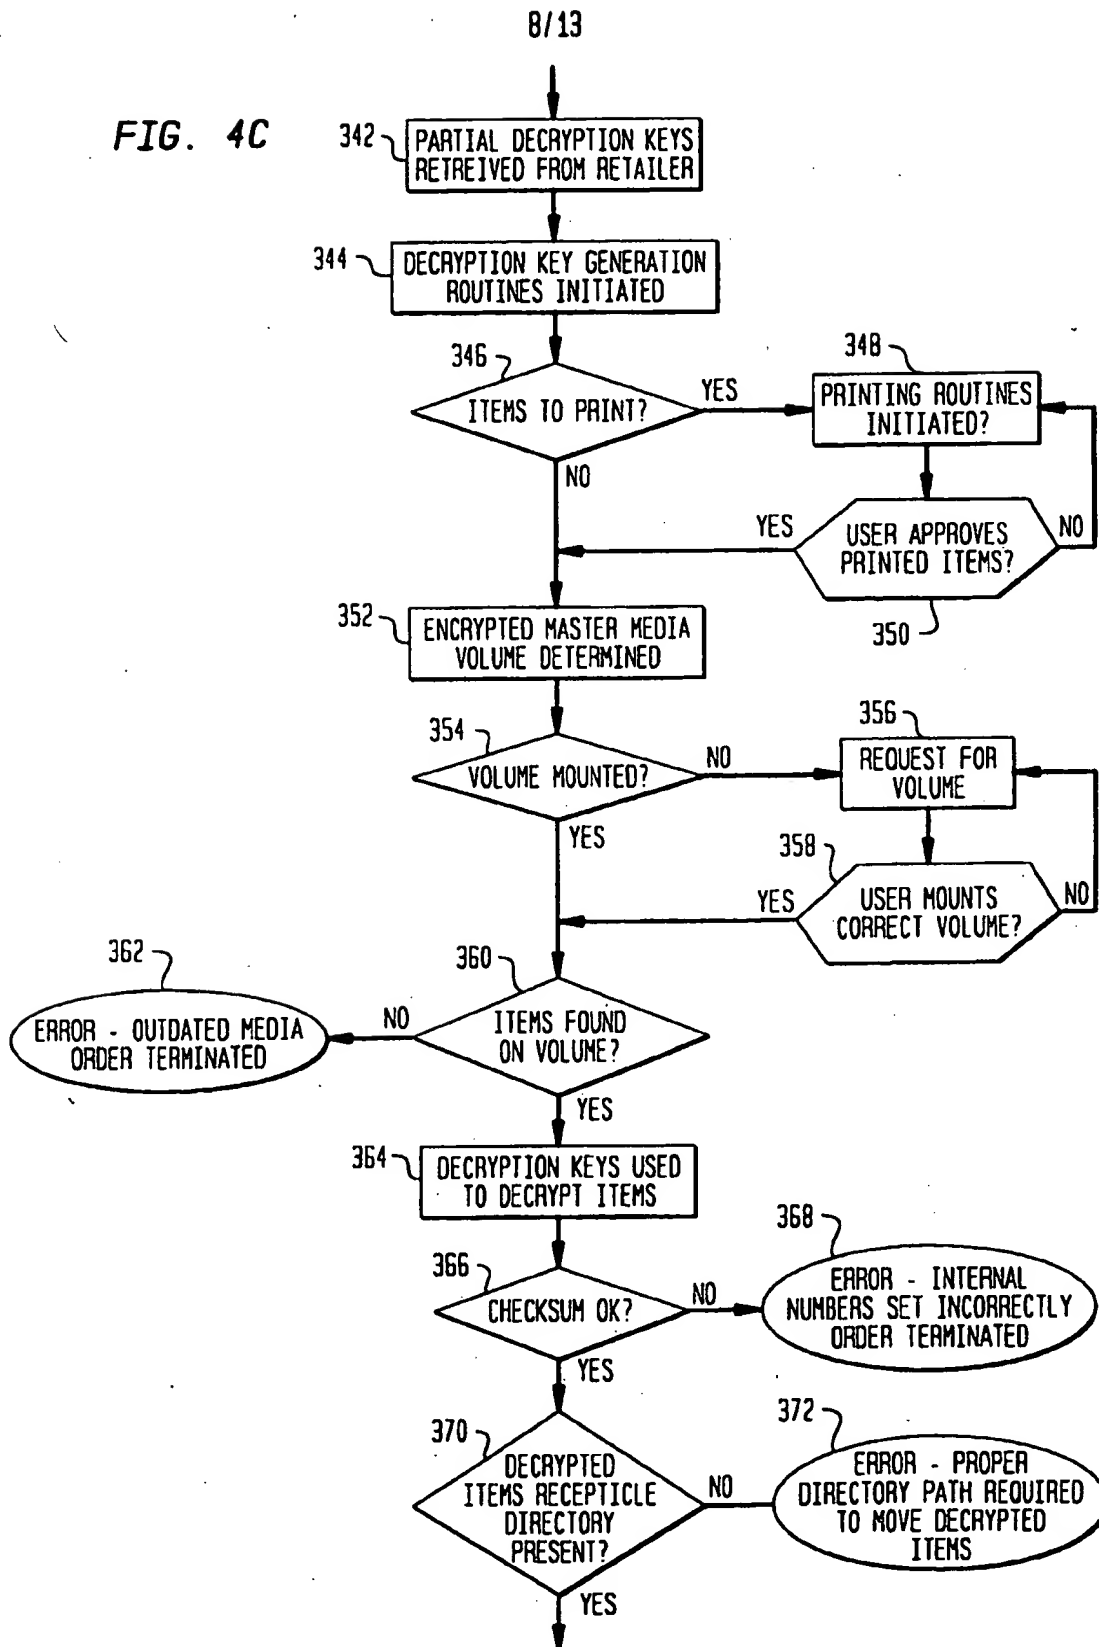 8/13
FIG. 4C
342
PARTIAL DECRYPTION KEYS
RETREIVED FROM RETAILER
344
DECRYPTION KEY GENERATION
ROUTINES INITIATED
346
ITEMS TO PRINT?
YES
NO
348
PRINTING ROUTINES
INITIATED?
YES
USER APPROVES
PRINTED ITEMS?
NO
350
352
ENCRYPTED MASTER MEDIA
VOLUME DETERMINED
354
VOLUME MOUNTED?
NO
YES
356
REQUEST FOR
VOLUME
358
YES
USER MOUNTS
CORRECT VOLUME?
NO
360
ITEMS FOUND
ON VOLUME?
NO
YES
362
ERROR - OUTDATED MEDIA
ORDER TERMINATED
364
DECRYPTION KEYS USED
TO DECRYPT ITEMS
366
CHECKSUM OK?
NO
YES
368
ERROR - INTERNAL
NUMBERS SET INCORRECTLY
ORDER TERMINATED
370
DECRYPTED
ITEMS RECEPTICLE
DIRECTORY
PRESENT?
NO
YES
372
ERROR - PROPER
DIRECTORY PATH REQUIRED
TO MOVE DECRYPTED
ITEMS